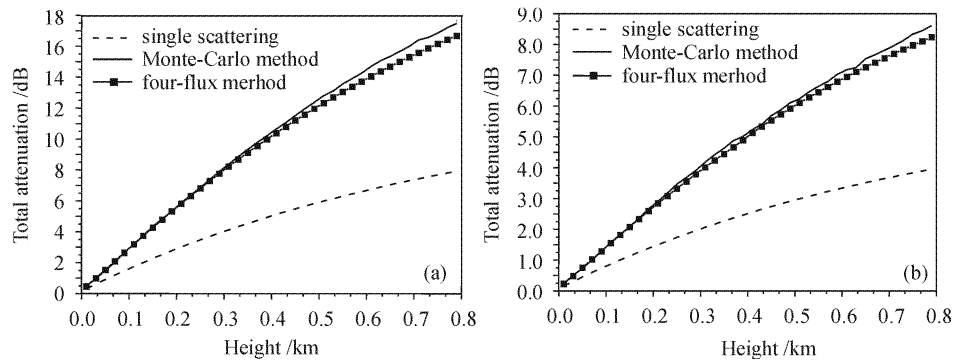 18
16
14
12
10
8
6
4
2
0
Total attenuation /dB
single scattering
Monte-Carlo method
four-flux merhod
(a)
0.0 0.1 0.2 0.3 0.4 0.5 0.6 0.7 0.8
Height /km
9.0
8.0
7.0
6.0
5.0
4.0
3.0
2.0
1.0
0
Total attenuation /dB
single scattering
Monte-Carlo method
four-flux merhod
(b)
0.0 0.1 0.2 0.3 0.4 0.5 0.6 0.7 0.8
Height /km